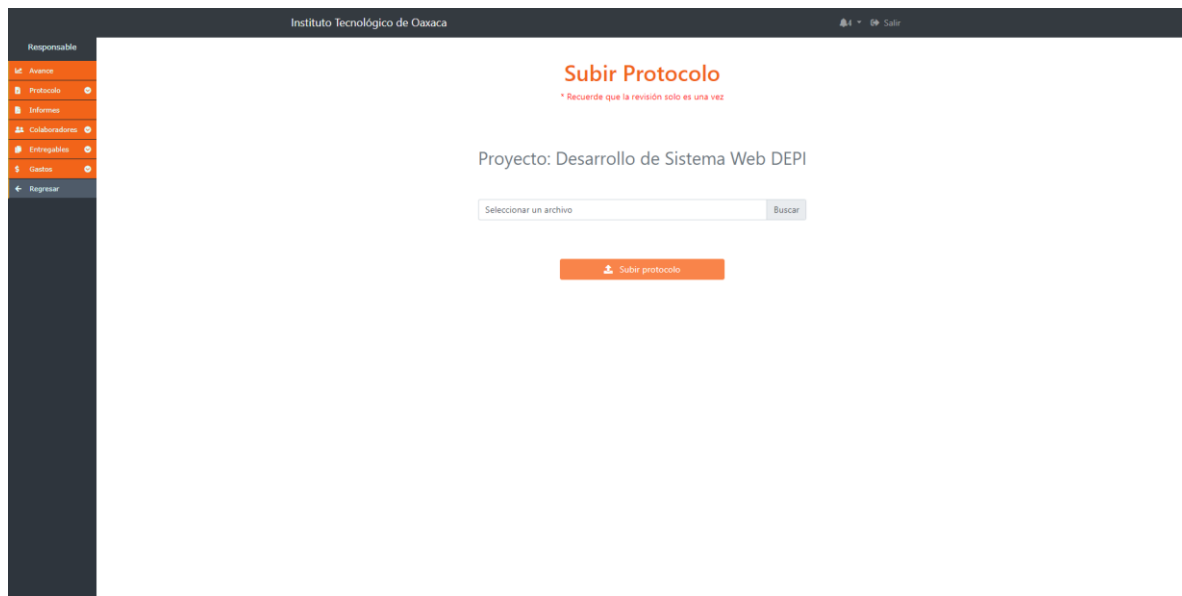 Instituto Tecnológico de Oaxaca
4
Salir
Responsable
Avance
Protocolo
Informes
Colaboradores
Entregables
$ Gastos
Regresar
Subir Protocolo
* Recuerde que la revisión solo es una vez
Proyecto: Desarrollo de Sistema Web DEPI
Seleccionar un archivo
Buscar
Subir protocolo